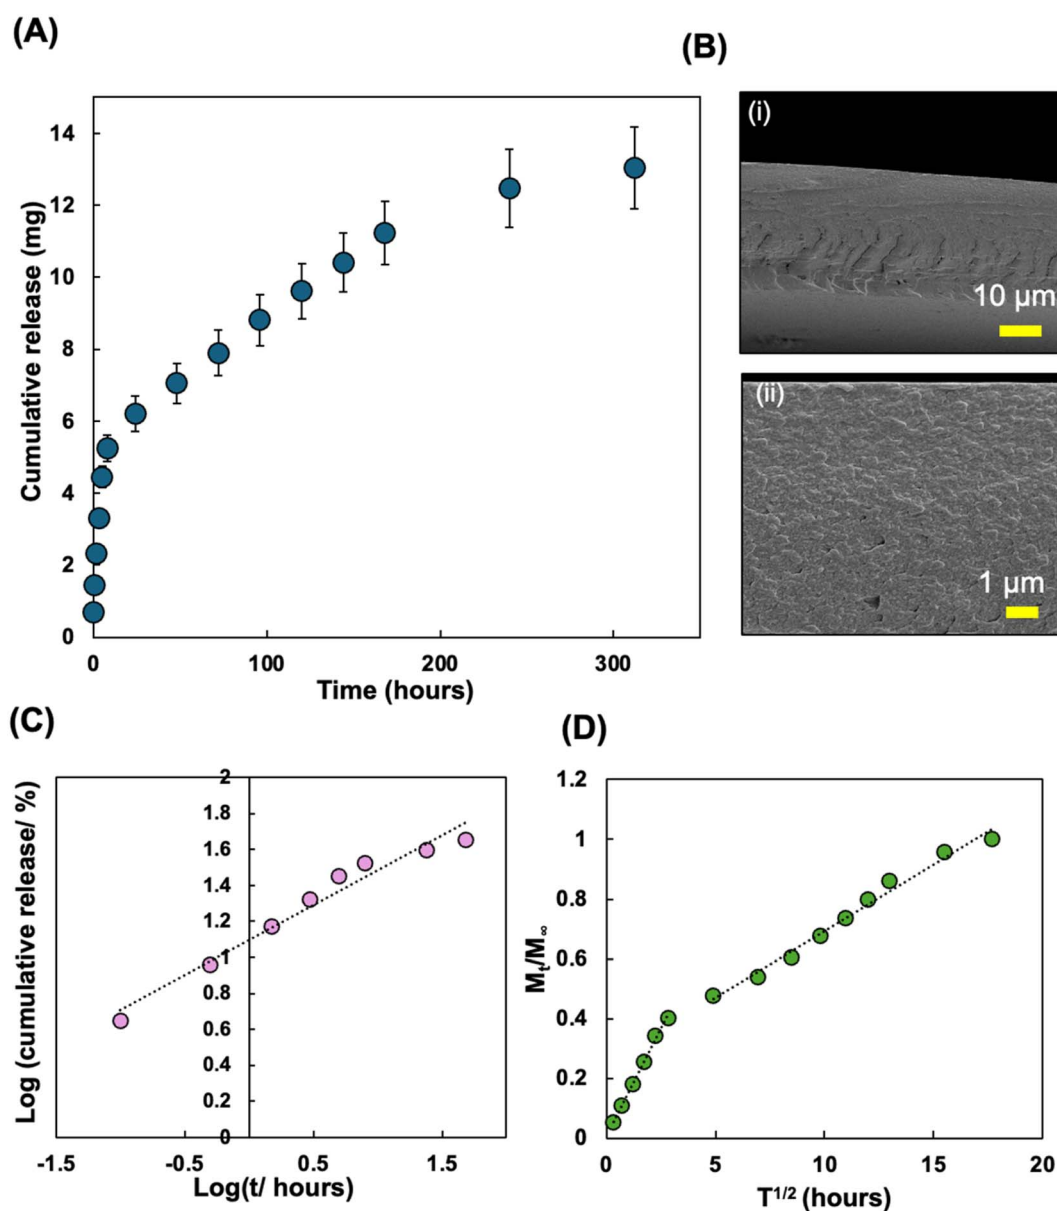 (A)
14
12
10
8
6
4
2
0
Cumulative release (mg)
0 100 200 300
Time (hours)
(B)
(i)
10 µm
(ii)
1 µm
(C)
2
1.8
1.6
1.4
1.2
1
0.8
0.6
0.4
0.2
0
Log (cumulative release/ %)
-1.5 -0.5 0.5 1.5
Log(t/ hours)
(D)
1.2
1
0.8
0.6
0.4
0.2
0
Mt/M∞
0 5 10 15 20
T1/2 (hours)